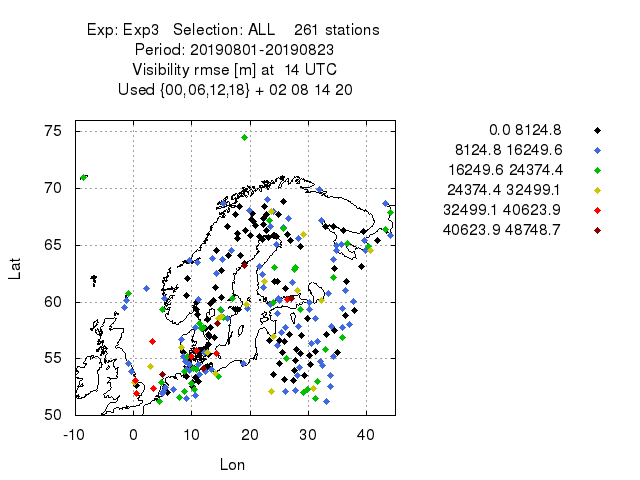 Exp: Exp3 Selection: ALL 261 stations
Period: 20190801-20190823
Visibility rmse [m] at 14 UTC
Used {00,06,12,18} + 02 08 14 20
0.0 8124.8
8124.8 16249.6
16249.6 24374.4
24374.4 32499.1
32499.1 40623.9
40623.9 48748.7
75
70
65
60
55
50
Lat
-10 0 10 20 30 40
Lon